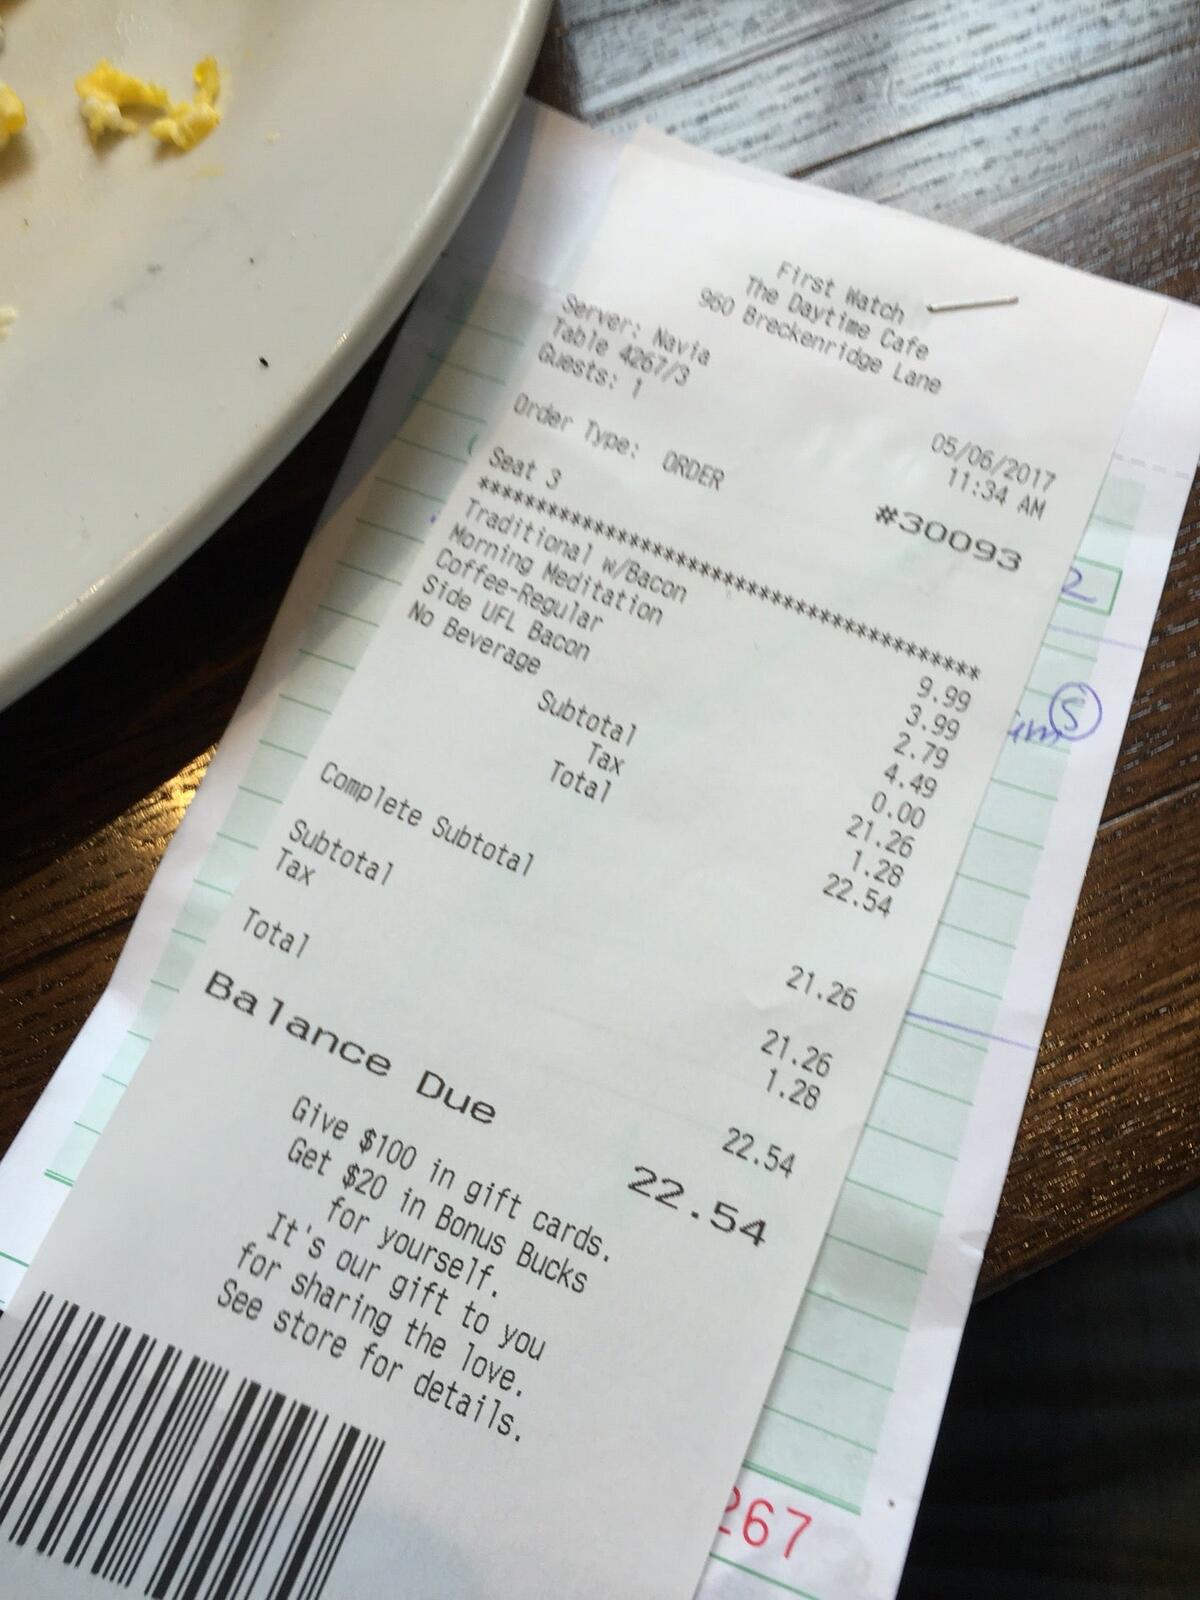 First Watch
The Daytime Cafe
960 Breckenridge Lane
Server: Navia
Table 4267/3
Guests: 1
05/06/2017
11:34 AM
Order Type: ORDER
#30093
Seat 3
****************************************
Traditional w/Bacon 9.99
Morning Meditation 3.99
Coffee-Regular 2.79
Side UFL Bacon 4.49
No Beverage 0.00
Subtotal 21.26
Tax 1.28
Total 22.54
Complete Subtotal 21.26
Subtotal 21.26
Tax 1.28
Total 22.54
Balance Due 22.54
Give $100 in gift cards.
Get $20 in Bonus Bucks
for yourself.
It's our gift to you
for sharing the love.
See store for details.
2
S
267